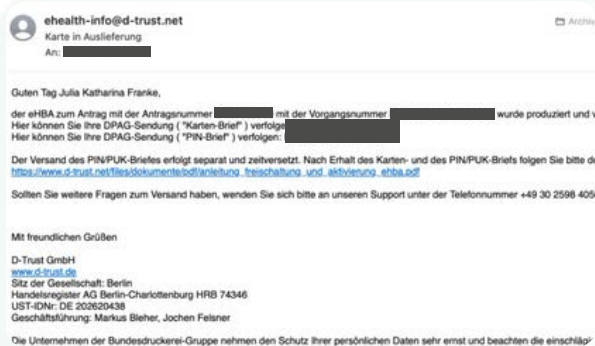 ehealth-info@d-trust.net
Archiv
Karte in Auslieferung
An:
Guten Tag Julia Katharina Franke,
der eHBA zum Antrag mit der Antragsnummer mit der Vorgangsnummer wurde produziert und v
Hier können Sie Ihre DPAG-Sendung ( "Karten-Brief" ) verfolge
Hier können Sie Ihre DPAG-Sendung ( "PIN-Brief" ) verfolgen:
Der Versand des PIN/PUK-Briefes erfolgt separat und zeitversetzt. Nach Erhalt des Karten- und des PIN/PUK-Briefs folgen Sie bitte de
https://www.d-trust.net/files/dokumente/pdf/anleitung_freischaltung_und_aktivierung_ehba.pdf
Sollten Sie weitere Fragen zum Versand haben, wenden Sie sich bitte an unseren Support unter der Telefonnummer +49 30 2598 405
Mit freundlichen Grüßen
D-Trust GmbH
www.d-trust.de
Sitz der Gesellschaft: Berlin
Handelsregister AG Berlin-Charlottenburg HRB 74346
UST-IDNr: DE 202620438
Geschäftsführung: Markus Bleher, Jochen Felsner
Die Unternehmen der Bundesdruckerei-Gruppe nehmen den Schutz Ihrer persönlichen Daten sehr ernst und beachten die einschläg